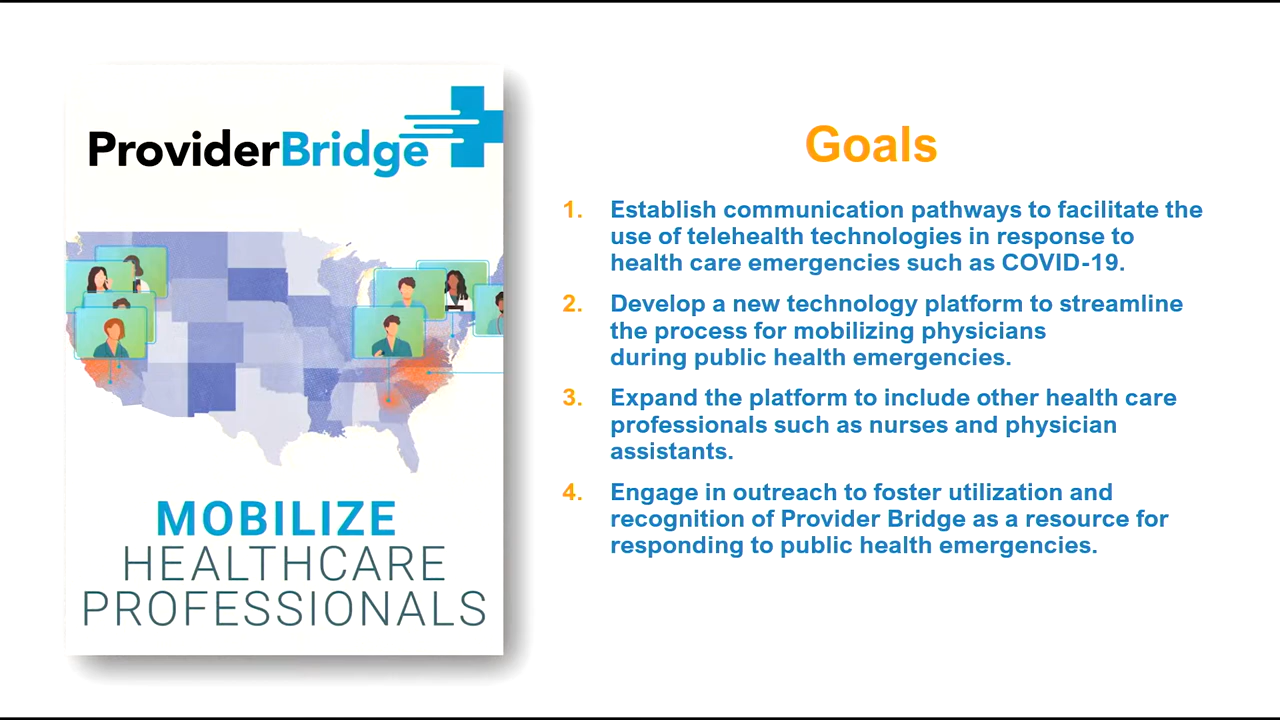 ProviderBridge
MOBILIZE
HEALTHCARE
PROFESSIONALS
Goals
1. Establish communication pathways to facilitate the
use of telehealth technologies in response to
health care emergencies such as COVID-19.
2. Develop a new technology platform to streamline
the process for mobilizing physicians
during public health emergencies.
3. Expand the platform to include other health care
professionals such as nurses and physician
assistants.
4. Engage in outreach to foster utilization and
recognition of Provider Bridge as a resource for
responding to public health emergencies.